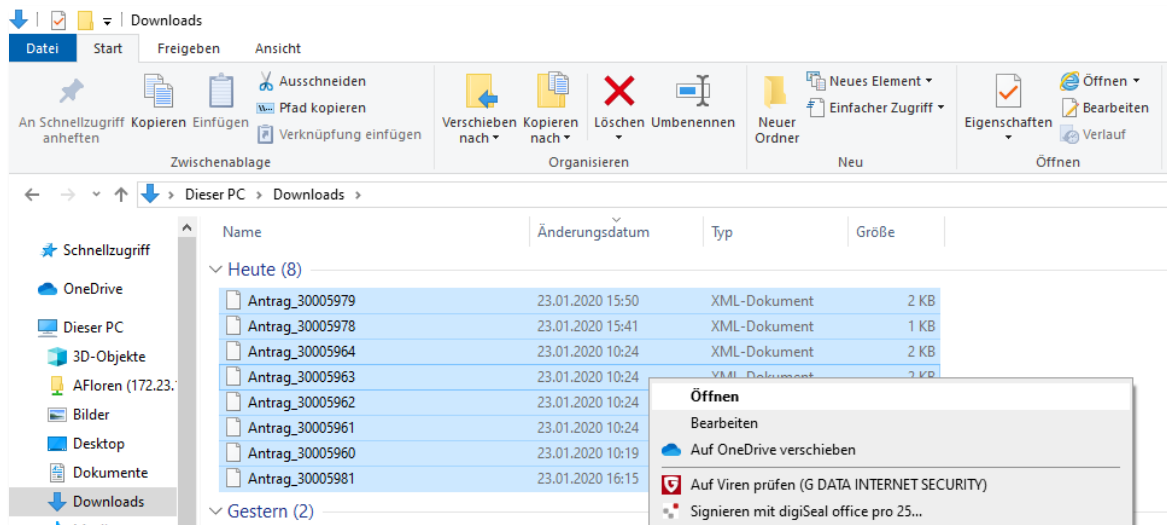 Downloads
Datei Start Freigeben Ansicht
An Schnellzugriff anheften
Kopieren
Einfügen
Ausschneiden
Pfad kopieren
Verknüpfung einfügen
Zwischenablage
Verschieben nach
Kopieren nach
Löschen
Umbenennen
Organisieren
Neuer Ordner
Neues Element
Einfacher Zugriff
Neu
Eigenschaften
Öffnen
Bearbeiten
Verlauf
Öffnen
Dieser PC > Downloads >
Schnellzugriff
OneDrive
Dieser PC
3D-Objekte
AFloren (172.23.
Bilder
Desktop
Dokumente
Downloads
Name Änderungsdatum Typ Größe
Heute (8)
Antrag_30005979 23.01.2020 15:50 XML-Dokument 2 KB
Antrag_30005978 23.01.2020 15:41 XML-Dokument 1 KB
Antrag_30005964 23.01.2020 10:24 XML-Dokument 2 KB
Antrag_30005963 23.01.2020 10:24 XML-Dokument 2 KB
Antrag_30005962 23.01.2020 10:24
Antrag_30005961 23.01.2020 10:24
Antrag_30005960 23.01.2020 10:19
Antrag_30005981 23.01.2020 16:15
Gestern (2)
Öffnen
Bearbeiten
Auf OneDrive verschieben
Auf Viren prüfen (G DATA INTERNET SECURITY)
Signieren mit digiSeal office pro 25...